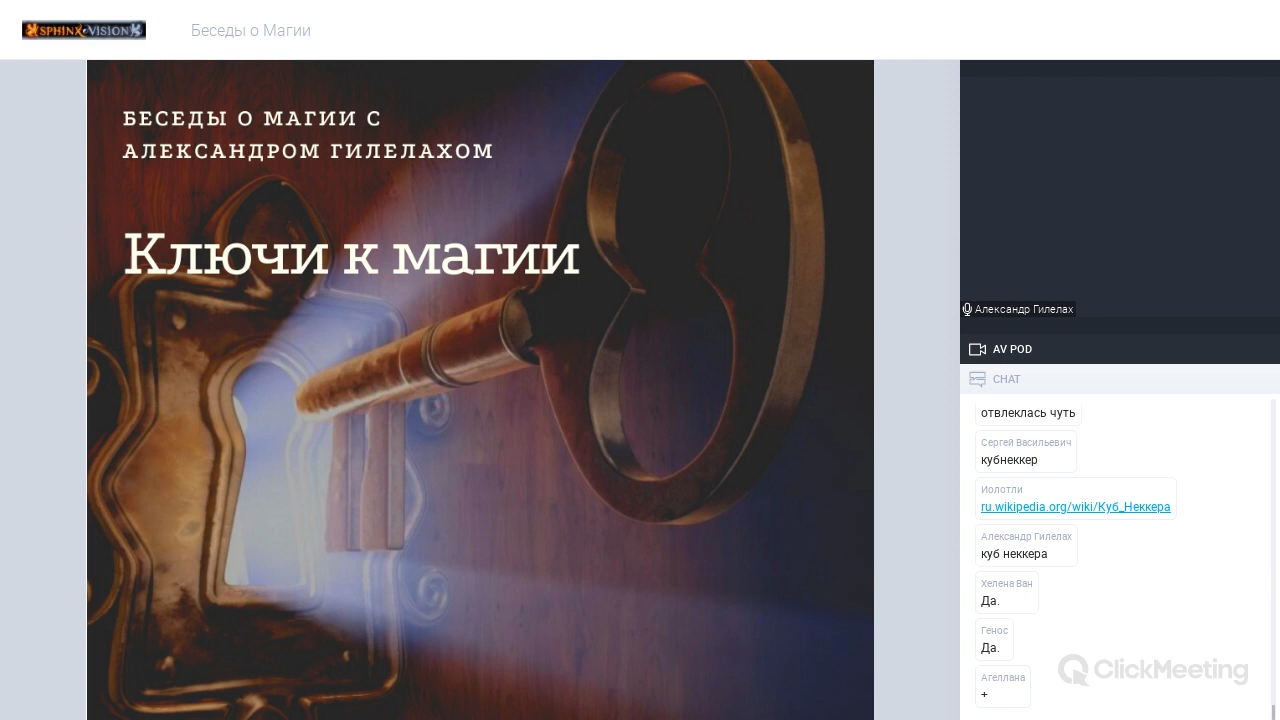 SPHINX-VISION
Беседы о Магии
БЕСЕДЫ О МАГИИ С
АЛЕКСАНДРОМ ГИЛЕЛАХОМ
Ключи к магии
Александр Гилелах
AV POD
CHAT
отвлеклась чуть
Сергей Васильевич
кубнеккер
Иолотли
ru.wikipedia.org/wiki/Куб_Неккера
Александр Гилелах
куб неккера
Хелена Ван
Да.
Генос
Да.
Агеллана
+
ClickMeeting